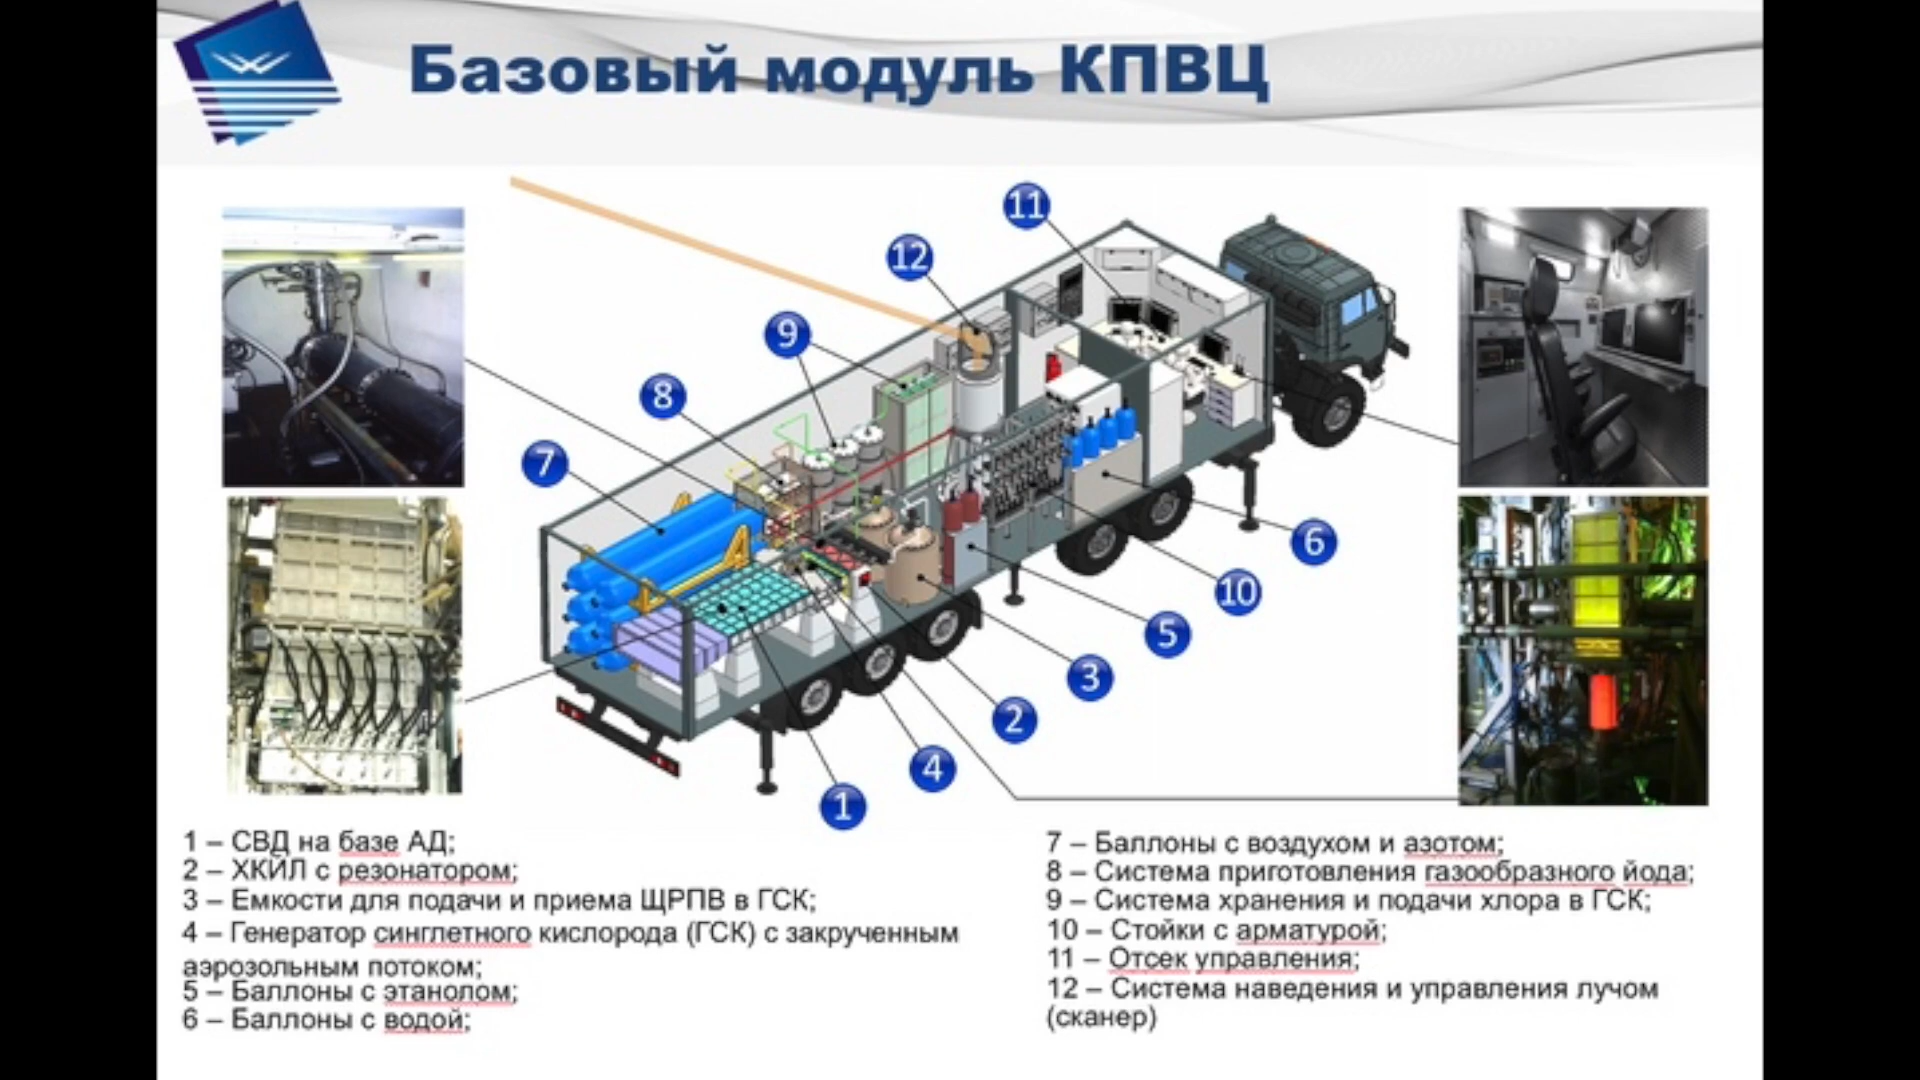 Базовый модуль КПВЦ
11
12
9
8
7
6
10
5
3
2
4
1
1 – СВД на базе АД;
2 – ХКИЛ с резонатором;
3 – Емкости для подачи и приема ЩРПВ в ГСК;
4 – Генератор синглетного кислорода (ГСК) с закрученным
аэрозольным потоком;
5 – Баллоны с этанолом;
6 – Баллоны с водой;
7 – Баллоны с воздухом и азотом;
8 – Система приготовления газообразного йода;
9 – Система хранения и подачи хлора в ГСК;
10 – Стойки с арматурой;
11 – Отсек управления;
12 – Система наведения и управления лучом
(сканер)